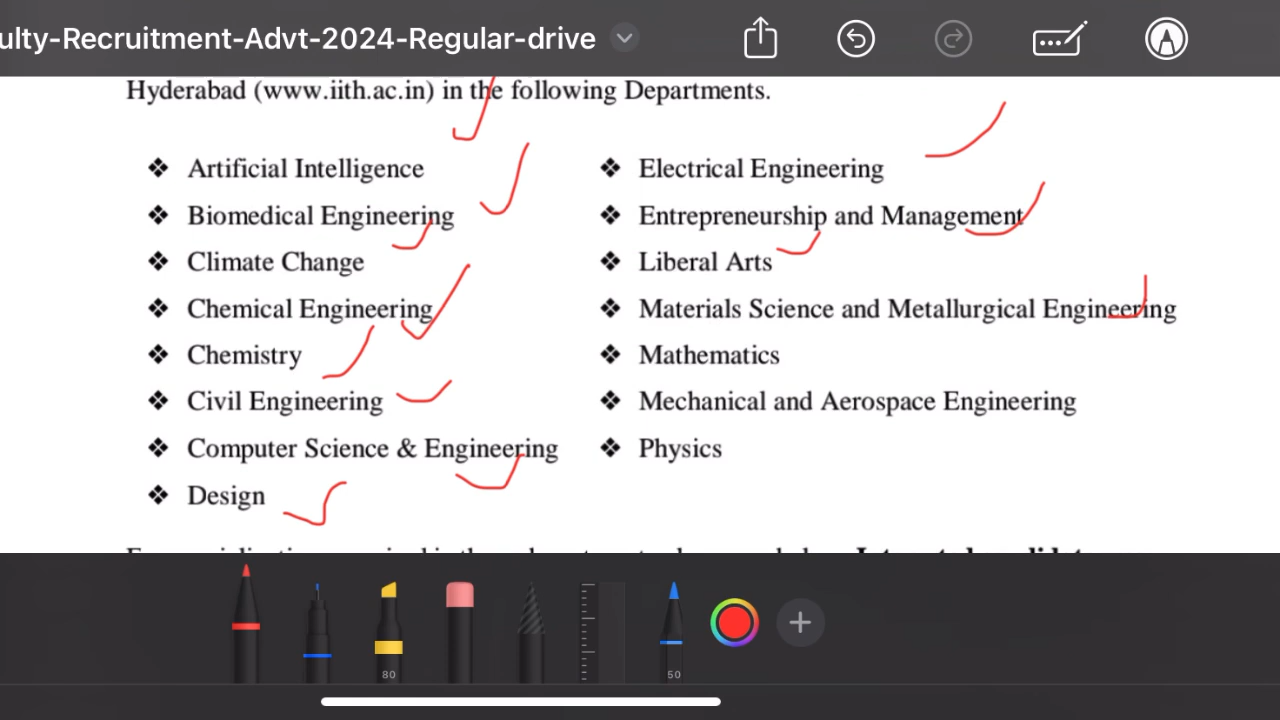 ulty-Recruitment-Advt-2024-Regular-drive
Hyderabad (www.iith.ac.in) in the following Departments.
❖ Artificial Intelligence
❖ Biomedical Engineering
❖ Climate Change
❖ Chemical Engineering
❖ Chemistry
❖ Civil Engineering
❖ Computer Science & Engineering
❖ Design
❖ Electrical Engineering
❖ Entrepreneurship and Management
❖ Liberal Arts
❖ Materials Science and Metallurgical Engineering
❖ Mathematics
❖ Mechanical and Aerospace Engineering
❖ Physics
80
50